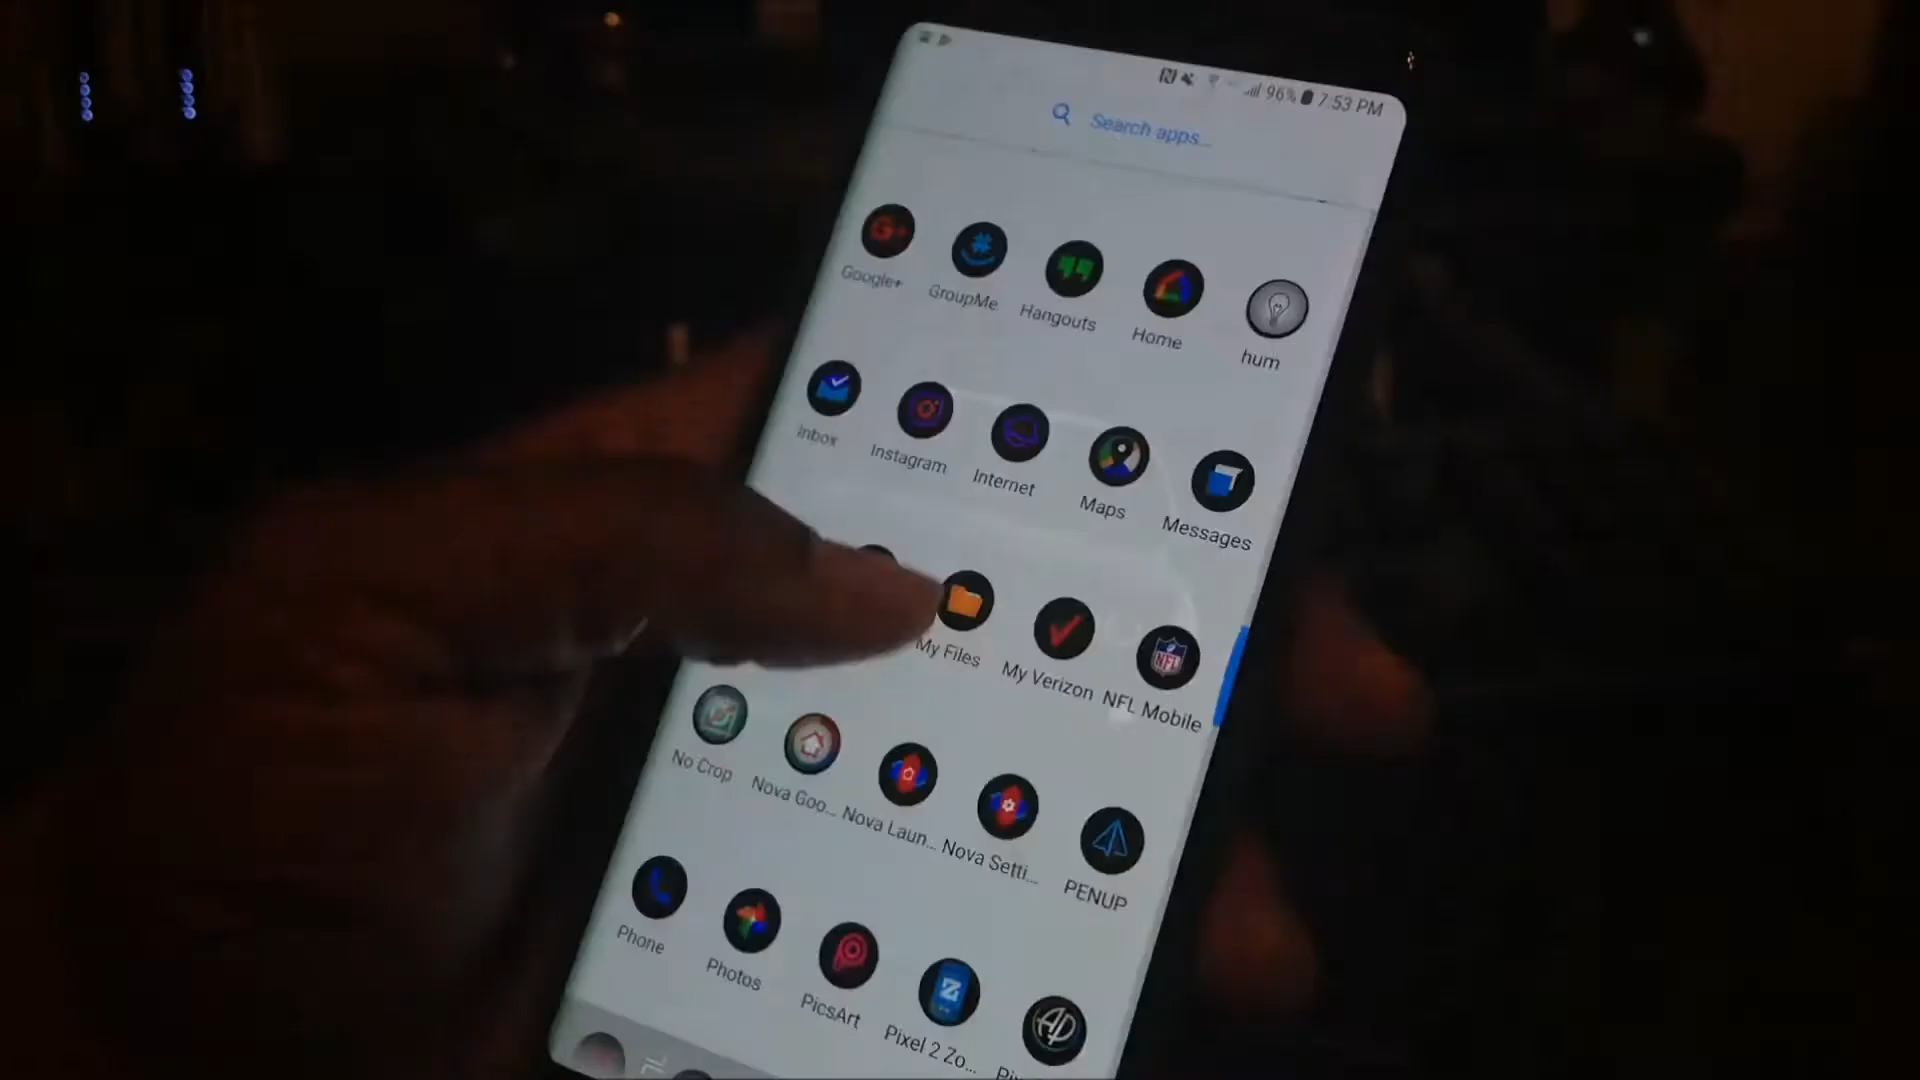 96% 7:53 PM
Search apps...
Google+ GroupMe Hangouts Home hum
Inbox Instagram Internet Maps Messages
My Files My Verizon NFL Mobile
NFL
No Crop Nova Goo... Nova Laun... Nova Setti... PENUP
Phone Photos PicsArt Pixel 2 Zo...